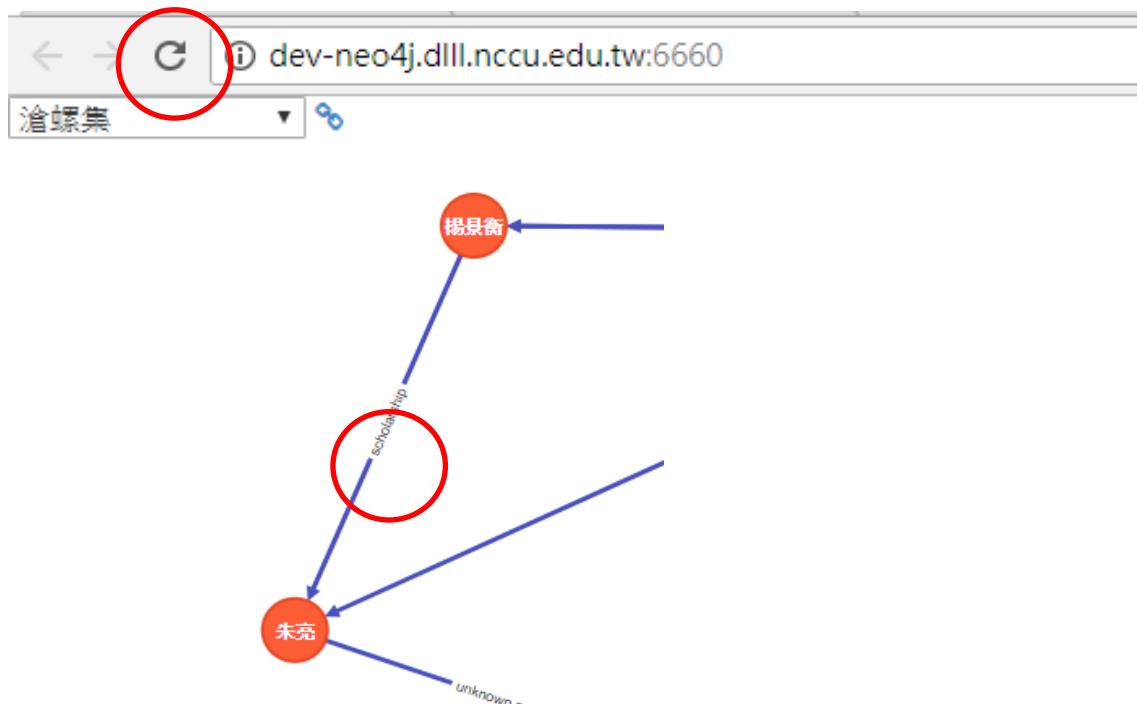 dev-neo4j.dlll.nccu.edu.tw:6660
滄螺集
楊景衡
scholarship
朱亮
unknown